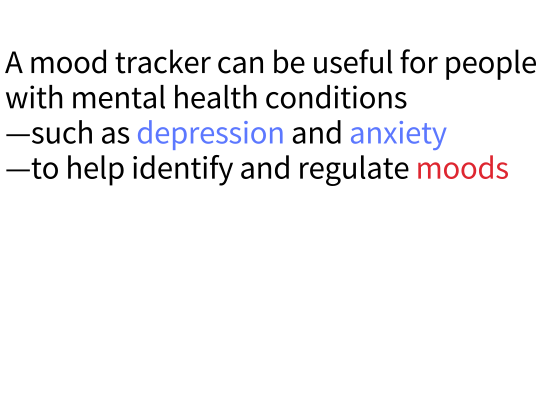 A mood tracker can be useful for people
with mental health conditions
—such as depression and anxiety
—to help identify and regulate moods